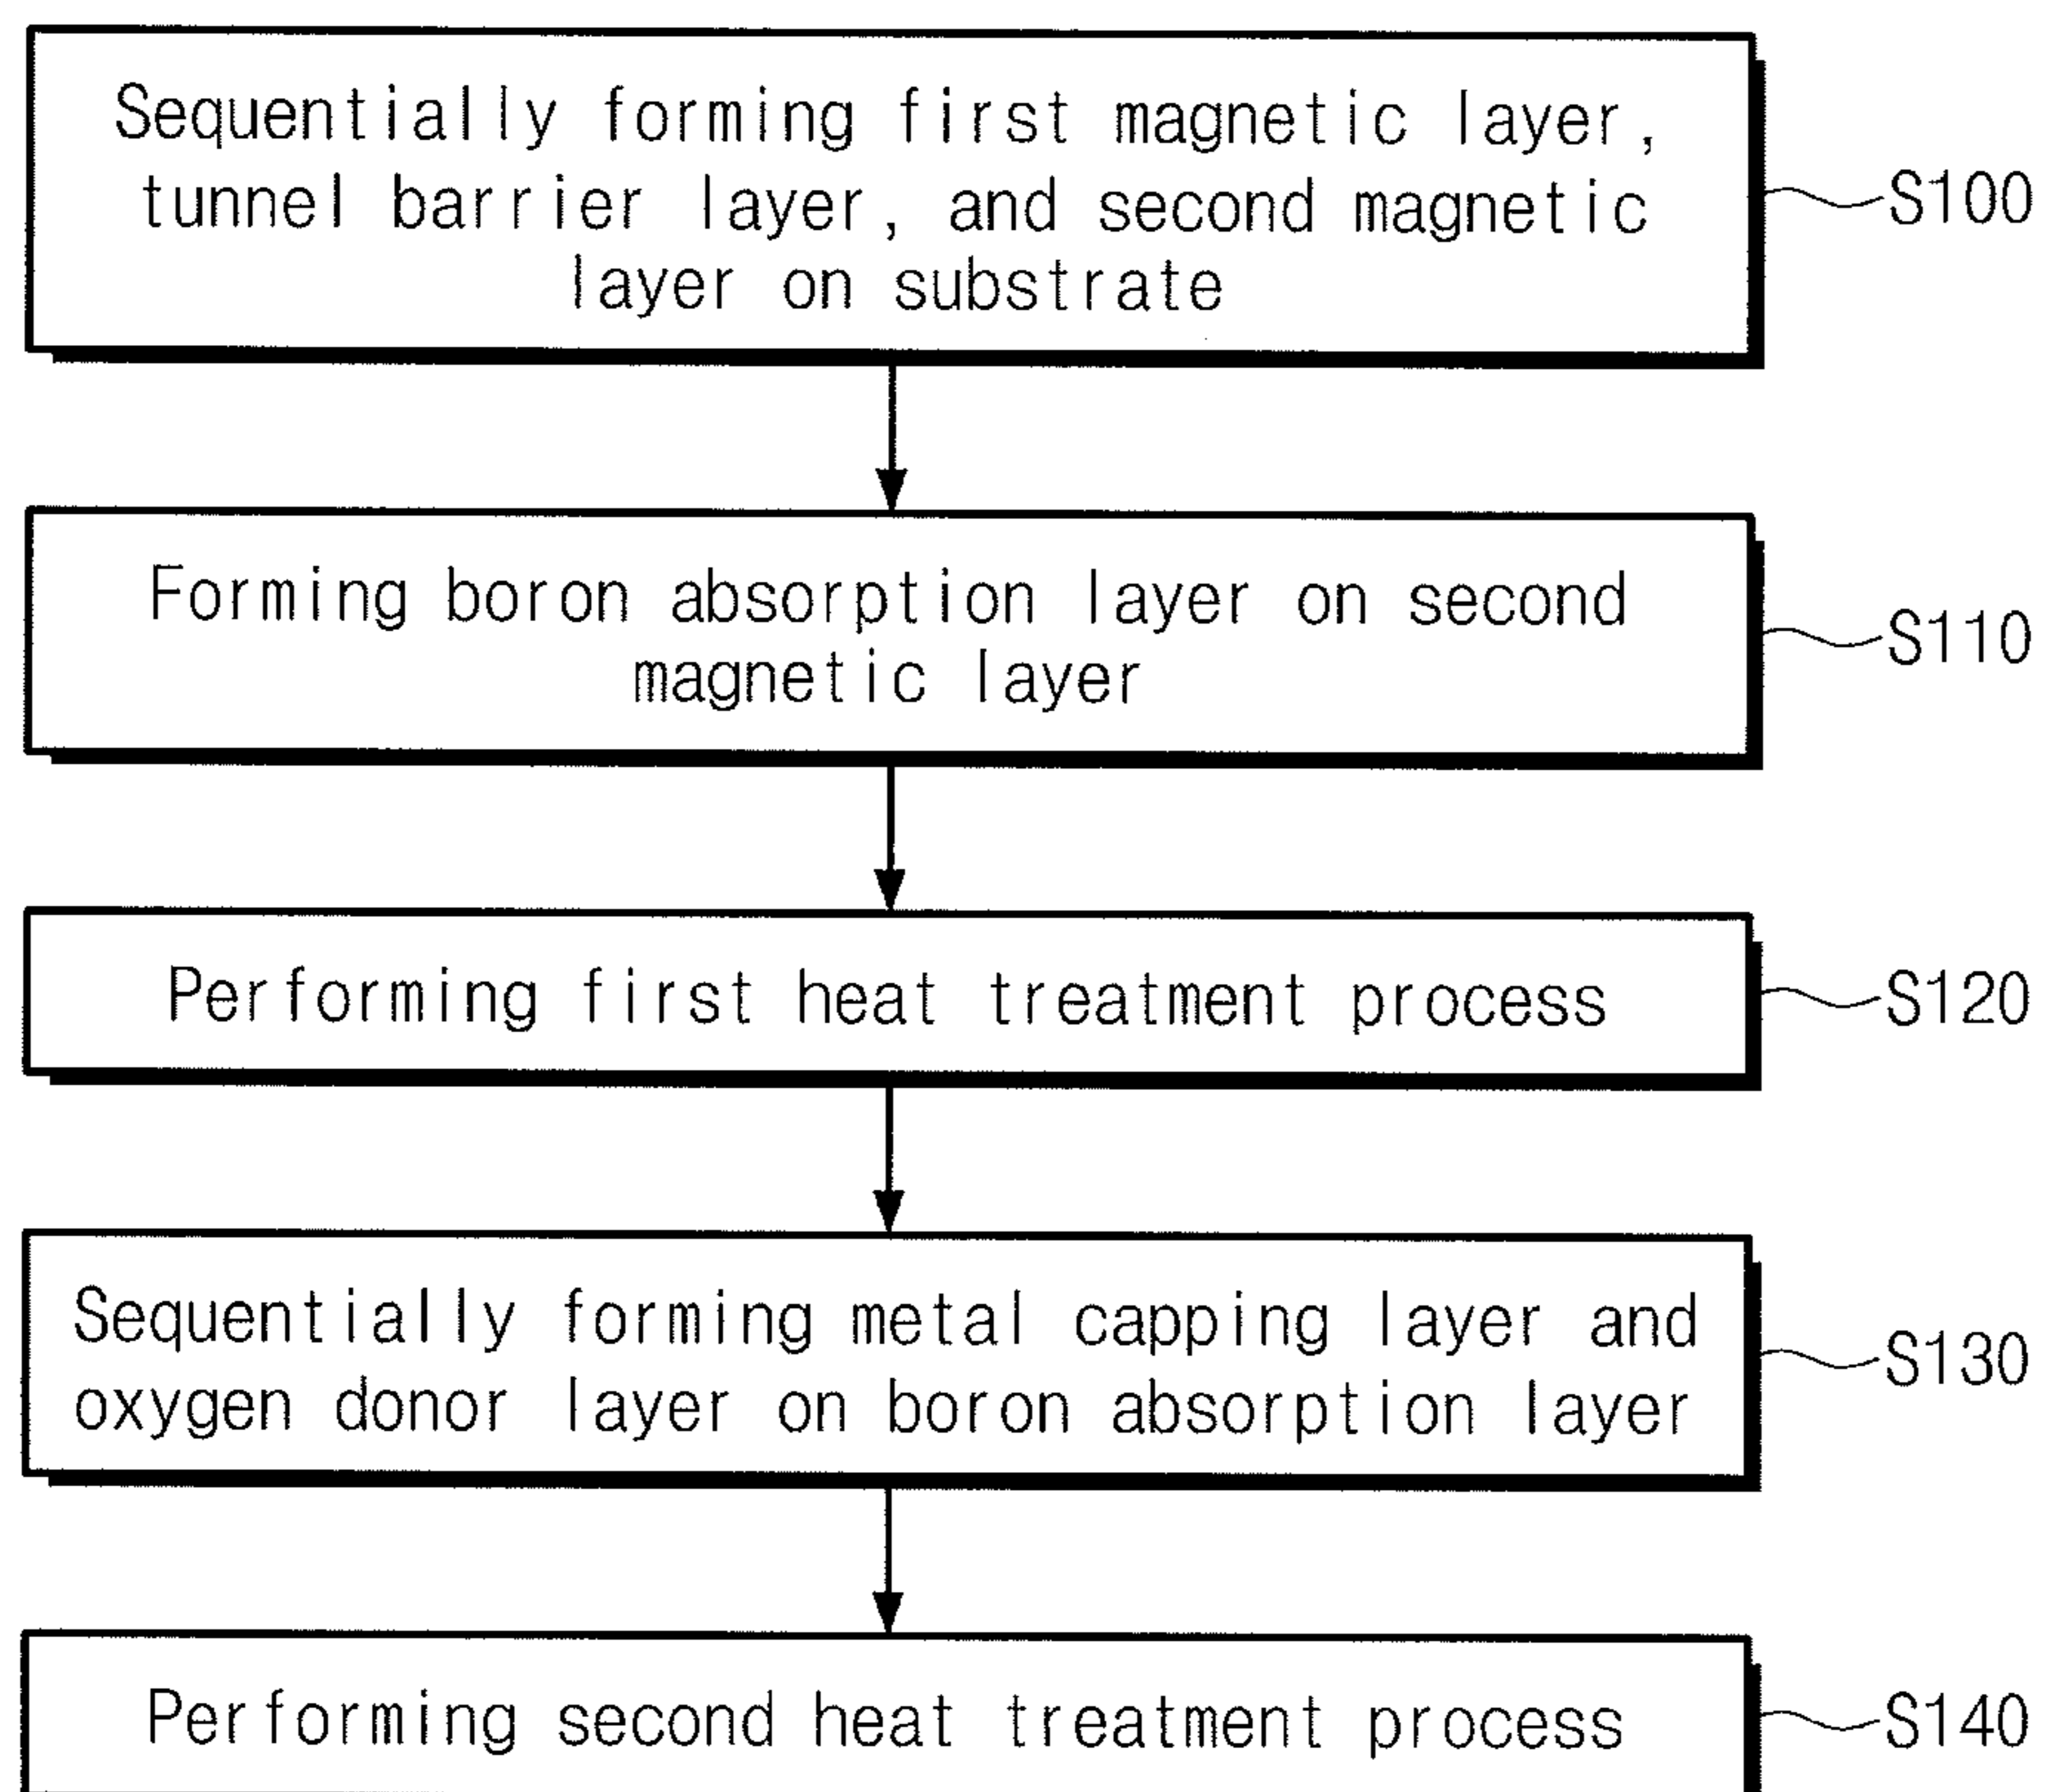 Sequentially forming first magnetic layer,
tunnel barrier layer, and second magnetic
layer on substrate
S100
Forming boron absorption layer on second
magnetic layer
S110
Performing first heat treatment process
S120
Sequentially forming metal capping layer and
oxygen donor layer on boron absorption layer
S130
Performing second heat treatment process
S140